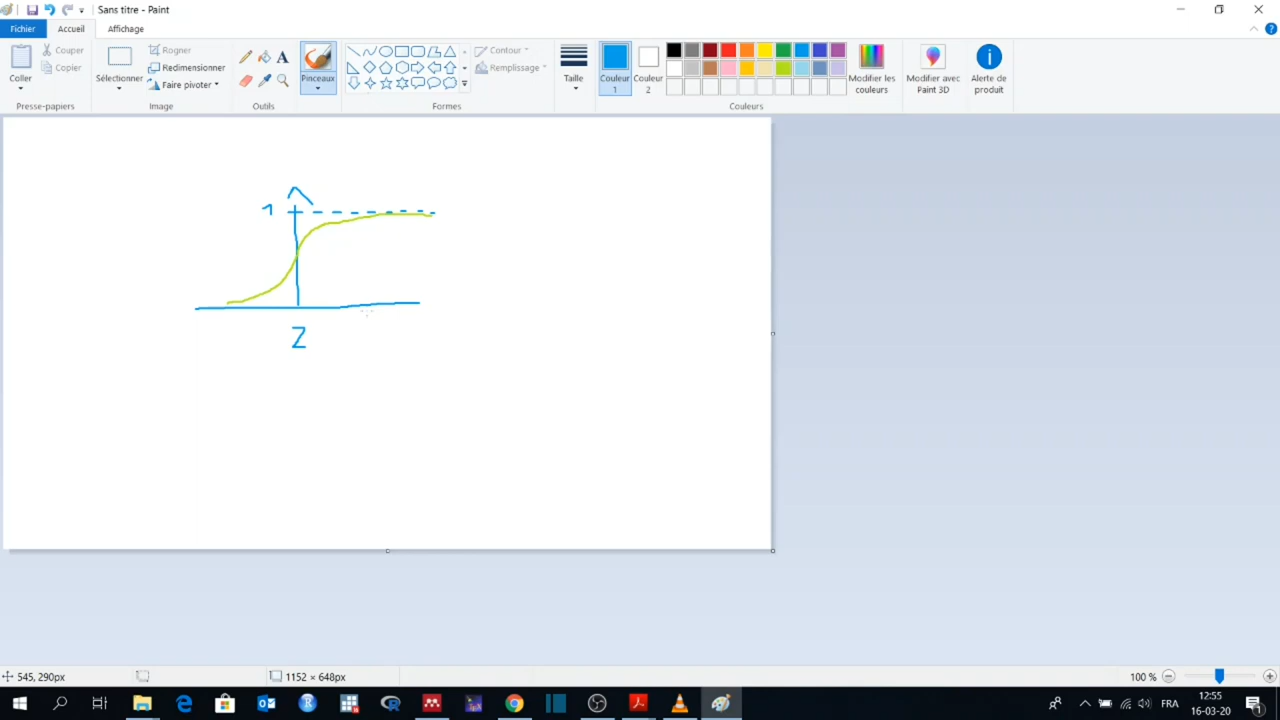 Sans titre - Paint
Fichier Accueil Affichage
Coller
Couper
Copier
Presse-papiers
Sélectionner
Rogner
Redimensionner
Faire pivoter
Image
A
Outils
Pinceaux
Contour
Remplissage
Formes
Taille
Couleur 1
Couleur 2
Couleurs
Modifier les couleurs
Modifier avec Paint 3D
Alerte de produit
1
Z
545, 290px 1152 × 648px 100 %
FRA 12:55
16-03-20